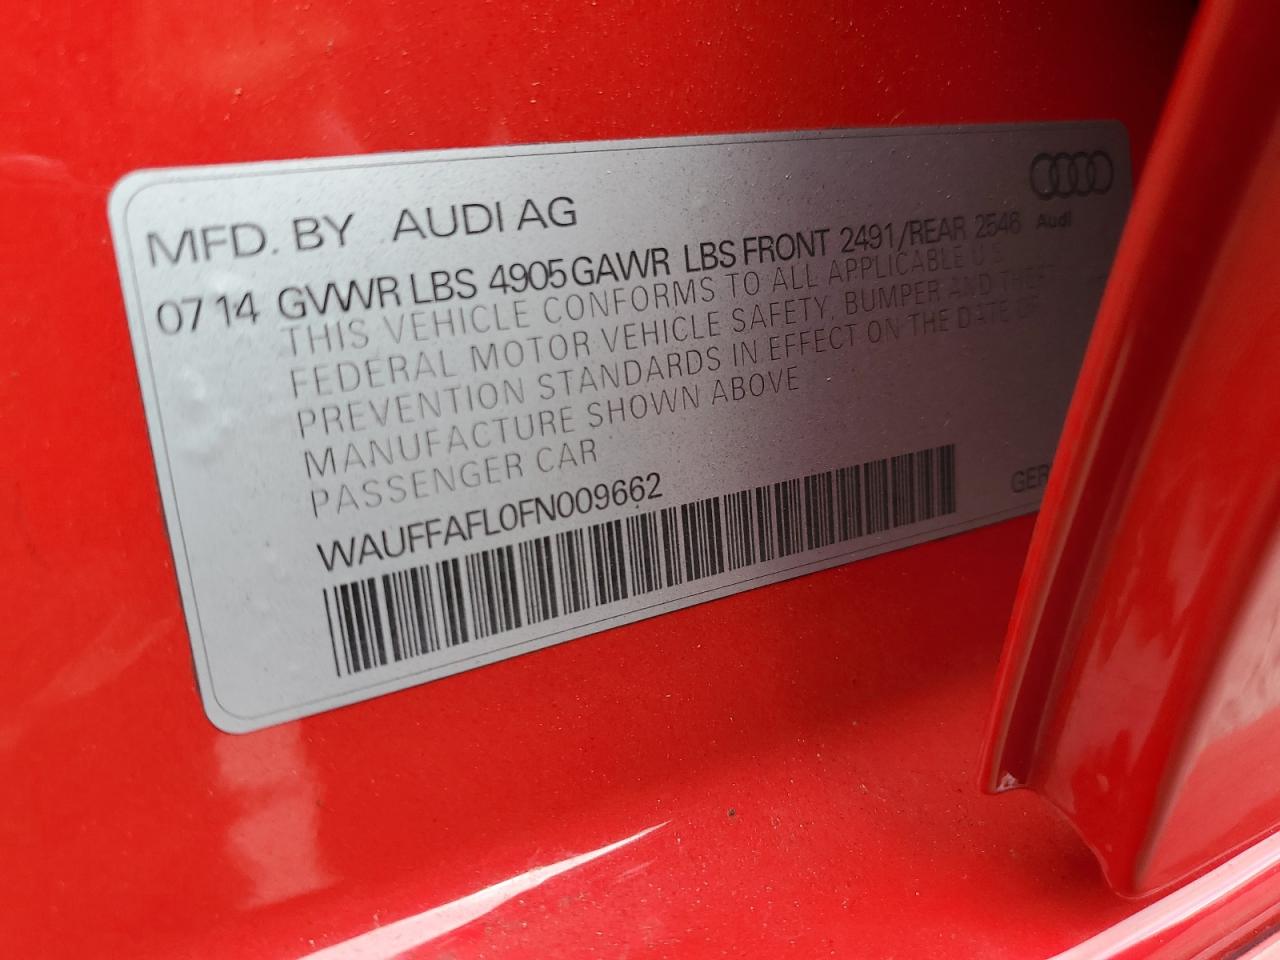 MFD. BY AUDI AG
Audi
07 14 GVWR LBS 4905 GAWR LBS FRONT 2491/REAR 2546
THIS VEHICLE CONFORMS TO ALL APPLICABLE U.S.
FEDERAL MOTOR VEHICLE SAFETY, BUMPER AND THEFT
PREVENTION STANDARDS IN EFFECT ON THE DATE OF
MANUFACTURE SHOWN ABOVE
PASSENGER CAR
WAUFFAFL0FN009662
GER